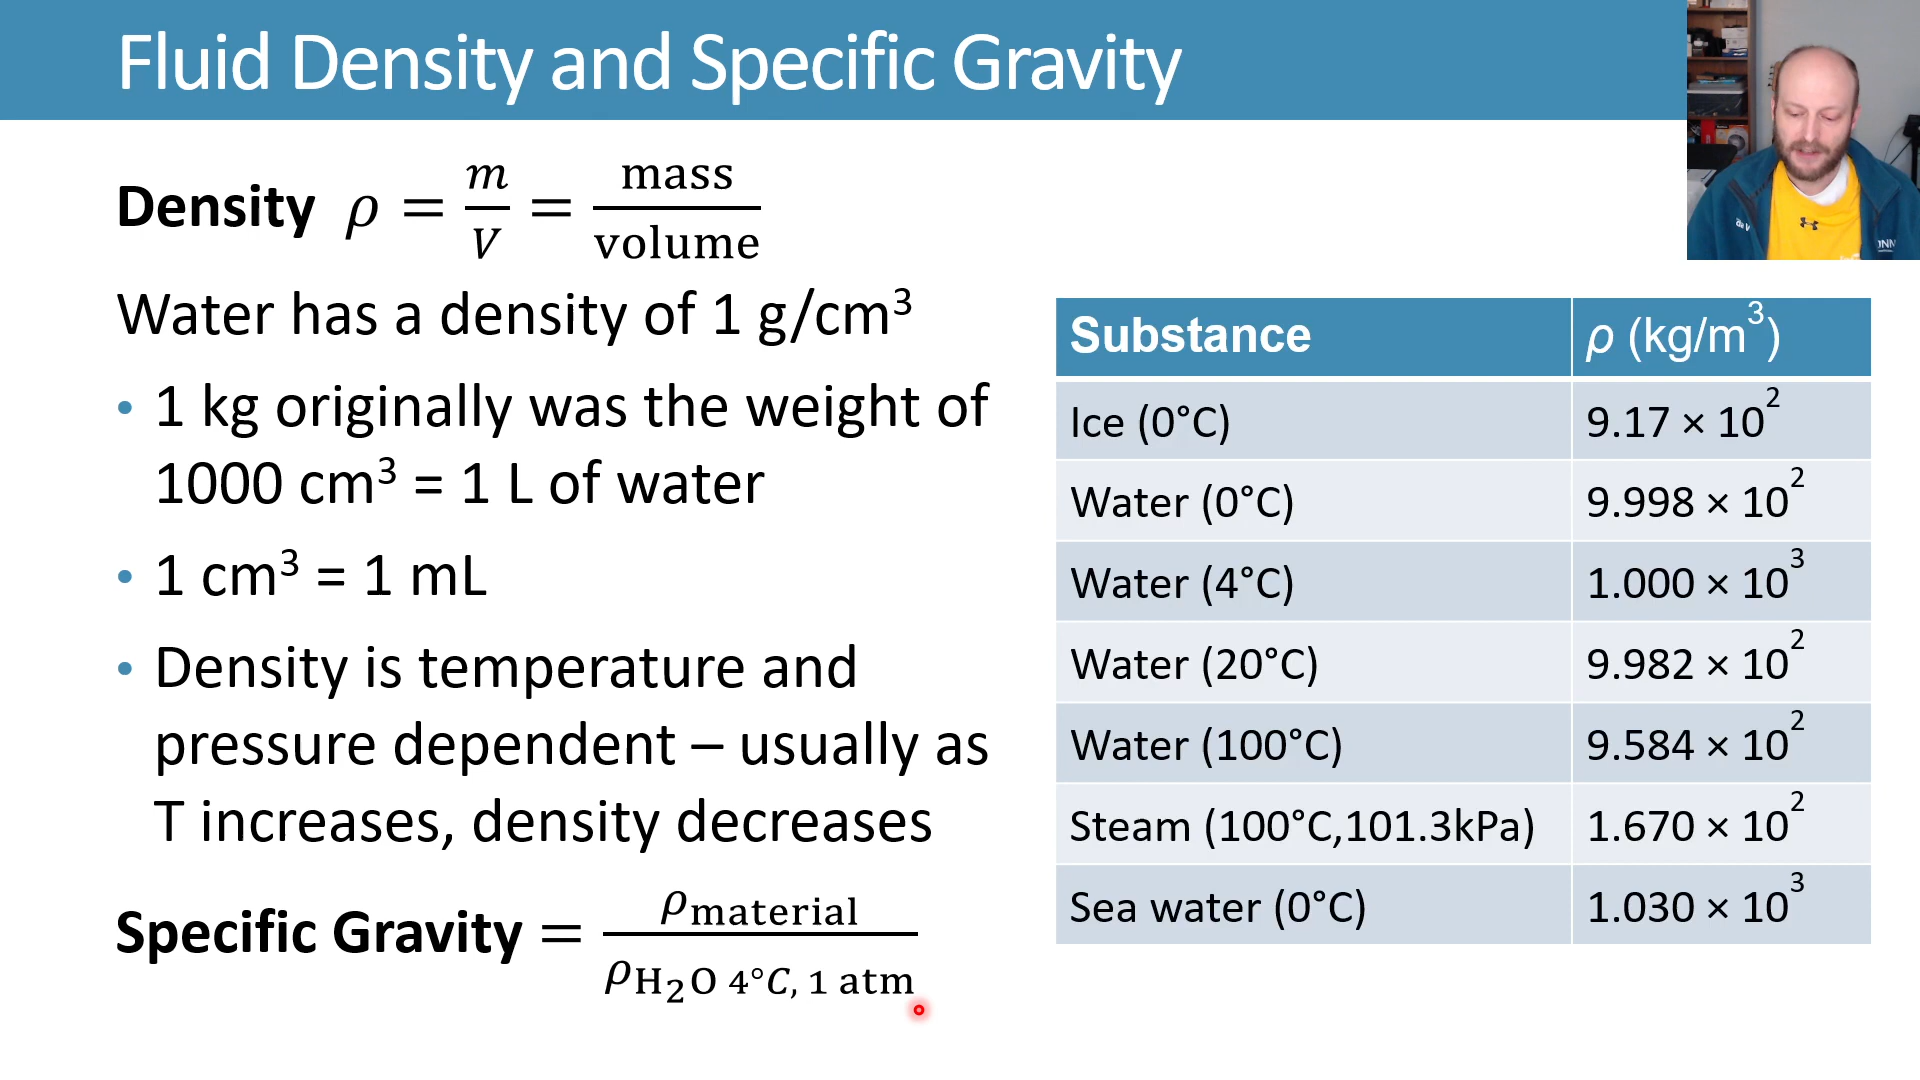 Fluid Density and Specific Gravity
Density ρ = m/V = mass/volume
Water has a density of 1 g/cm³
• 1 kg originally was the weight of
1000 cm³ = 1 L of water
• 1 cm³ = 1 mL
• Density is temperature and
pressure dependent – usually as
T increases, density decreases
Specific Gravity = ρmaterial/ρH₂O 4°C, 1 atm
Substance ρ (kg/m³)
Ice (0°C) 9.17 × 10²
Water (0°C) 9.998 × 10²
Water (4°C) 1.000 × 10³
Water (20°C) 9.982 × 10²
Water (100°C) 9.584 × 10²
Steam (100°C,101.3kPa) 1.670 × 10²
Sea water (0°C) 1.030 × 10³